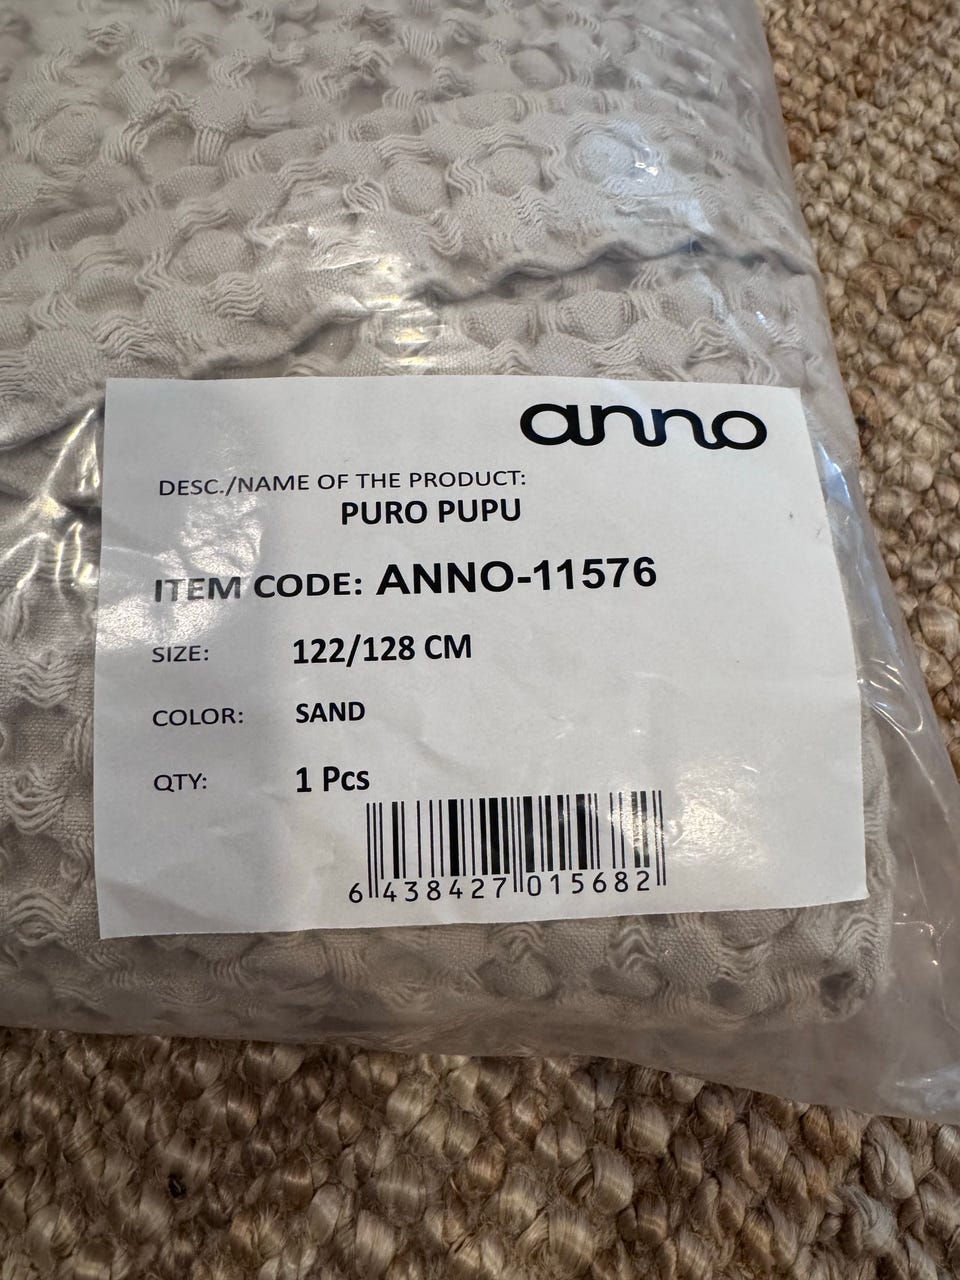 anno
DESC./NAME OF THE PRODUCT:
PURO PUPU
ITEM CODE: ANNO-11576
SIZE: 122/128 CM
COLOR: SAND
QTY: 1 Pcs
6 438427 015682